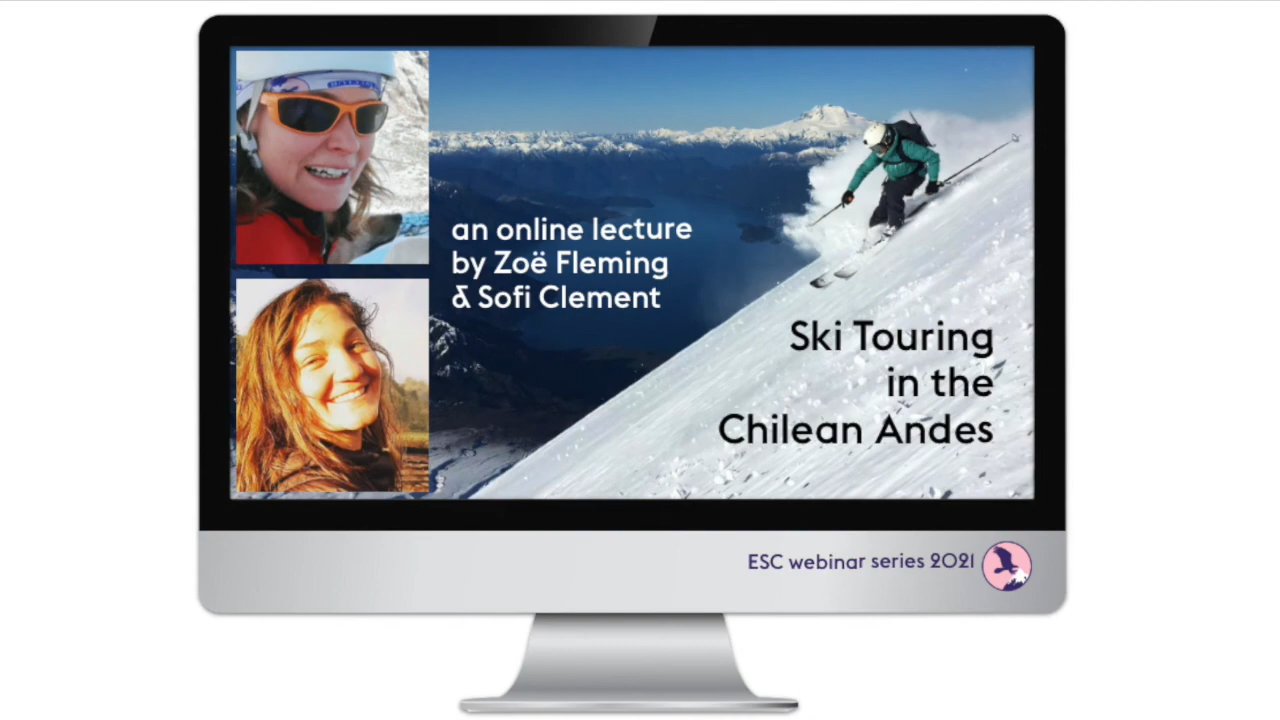 an online lecture
by Zoë Fleming
& Sofi Clement
Ski Touring
in the
Chilean Andes
ESC webinar series 2021